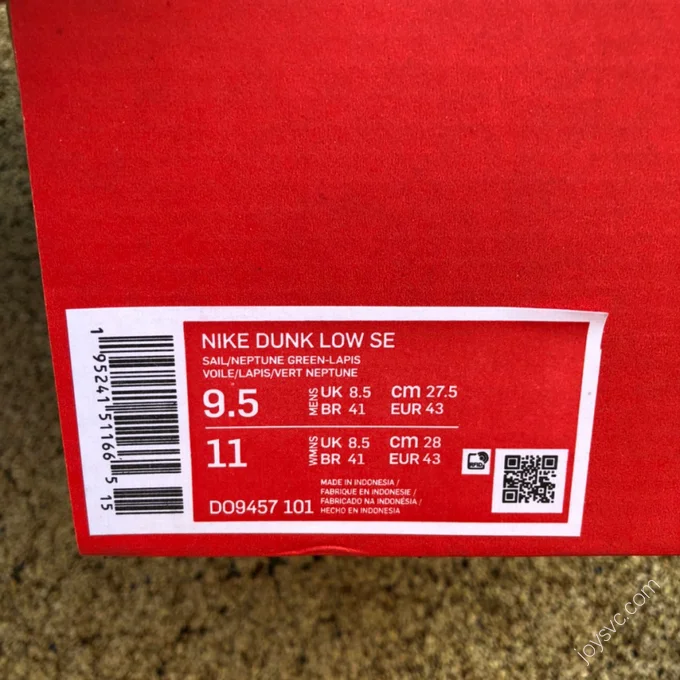 NIKE DUNK LOW SE
SAIL/NEPTUNE GREEN-LAPIS
VOILE/LAPIS/VERT NEPTUNE
9.5 MENS UK 8.5 cm 27.5
BR 41 EUR 43
11 WMNS UK 8.5 cm 28
BR 41 EUR 43
MADE IN INDONESIA /
FABRIQUE EN INDONESIE /
FABRICADO NA INDONÉSIA /
HECHO EN INDONESIA
DO9457 101
1 95241 51166 5 15
joysvc.com